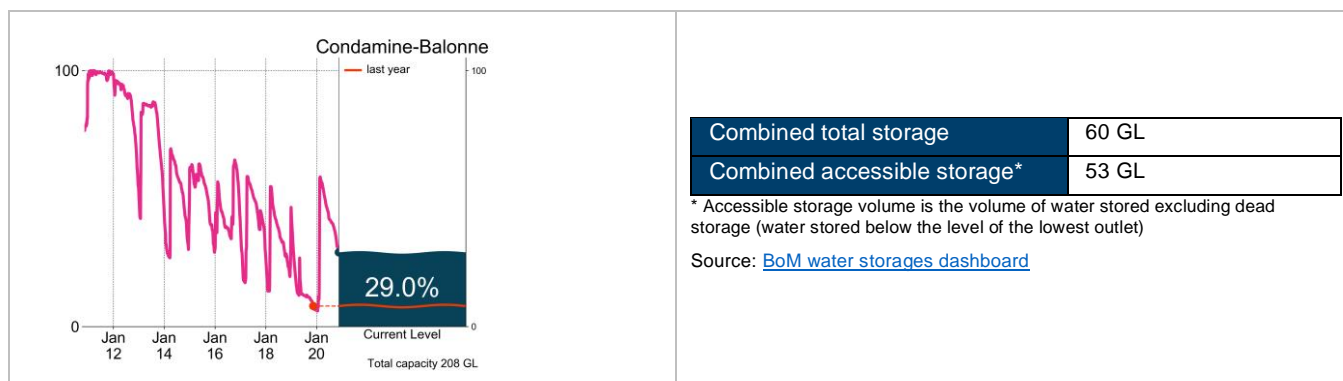 Condamine-Balonne
100
last year
100
29.0%
0
0
Jan 12
Jan 14
Jan 16
Jan 18
Jan 20
Current Level
Total capacity 208 GL
Combined total storage 60 GL
Combined accessible storage* 53 GL
* Accessible storage volume is the volume of water stored excluding dead
storage (water stored below the level of the lowest outlet)
Source: BoM water storages dashboard